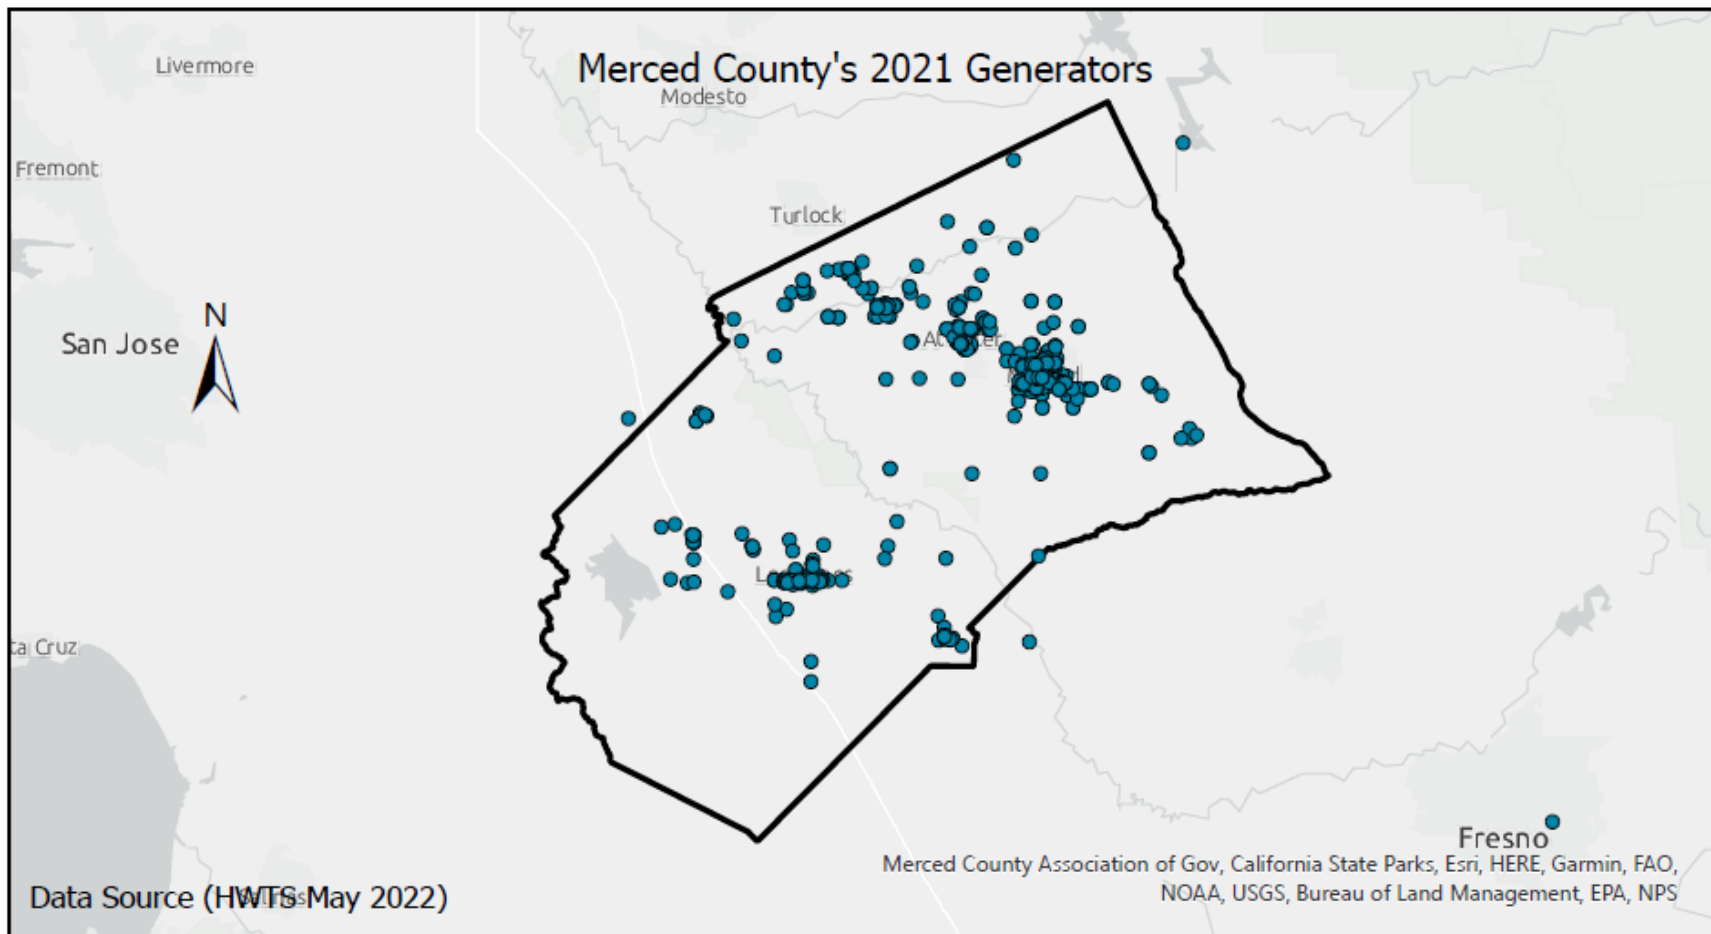 Livermore
Merced County's 2021 Generators
Modesto
Fremont
Turlock
N
San Jose
ta Cruz
Fresno
Merced County Association of Gov, California State Parks, Esri, HERE, Garmin, FAO,
NOAA, USGS, Bureau of Land Management, EPA, NPS
Data Source (HWTS May 2022)